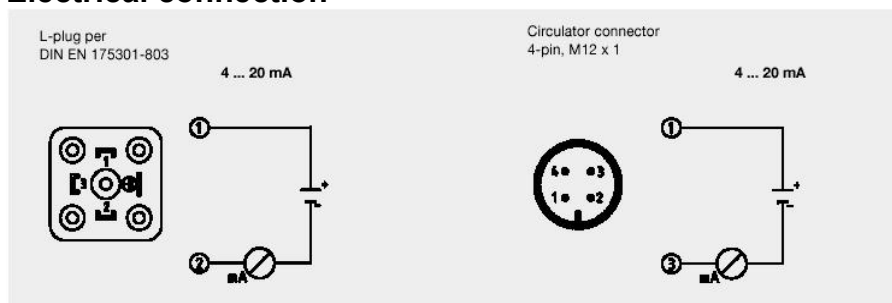 Electrical connection
L-plug per
DIN EN 175301-803
4 ... 20 mA
1
1
3
2
+
-
2
mA
Circulator connector
4-pin, M12 x 1
4 ... 20 mA
1
4 3
1 2
+
-
3
mA